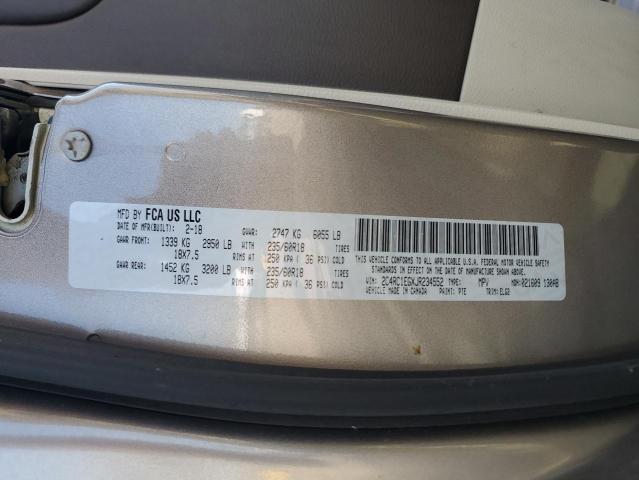 MFD BY FCA US LLC
DATE OF MFR(BUILT): 2-18 GVWR: 2747 KG 6055 LB
GAWR FRONT: 1339 KG 2950 LB WITH 235/60R18 TIRES
18X7.5 RIMS AT 250 KPA ( 36 PSI) COLD
GAWR REAR: 1452 KG 3200 LB WITH 235/60R18 TIRES
18X7.5 RIMS AT 250 KPA ( 36 PSI) COLD
THIS VEHICLE CONFORMS TO ALL APPLICABLE U.S.A. FEDERAL MOTOR VEHICLE SAFETY
STANDARDS IN EFFECT ON THE DATE OF MANUFACTURE SHOWN ABOVE.
VIN: 2C4RC1EGXJR234552 TYPE: MPV MDH: 021609 130AB
VEHICLE MADE IN CANADA PAINT: PTE TRIM: ELG2